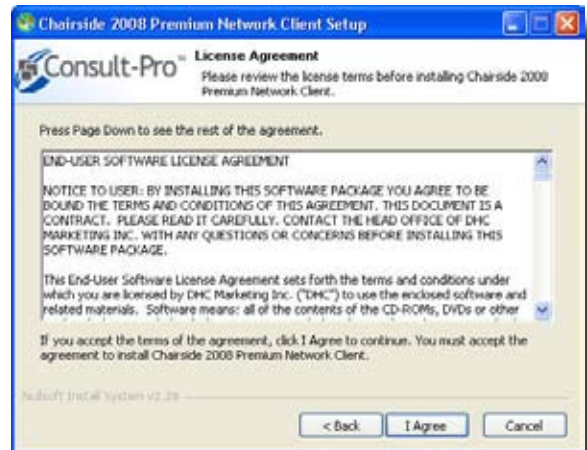 Chairside 2008 Premium Network Client Setup
Consult-Pro™
License Agreement
Please review the license terms before installing Chairside 2008
Premium Network Client.
Press Page Down to see the rest of the agreement.
END-USER SOFTWARE LICENSE AGREEMENT
NOTICE TO USER: BY INSTALLING THIS SOFTWARE PACKAGE YOU AGREE TO BE
BOUND THE TERMS AND CONDITIONS OF THIS AGREEMENT. THIS DOCUMENT IS A
CONTRACT. PLEASE READ IT CAREFULLY. CONTACT THE HEAD OFFICE OF DHC
MARKETING INC. WITH ANY QUESTIONS OR CONCERNS BEFORE INSTALLING THIS
SOFTWARE PACKAGE.
This End-User Software License Agreement sets forth the terms and conditions under
which you are licensed by DHC Marketing Inc. ("DHC") to use the enclosed software and
related materials. Software means: all of the contents of the CD-ROMs, DVDs or other
If you accept the terms of the agreement, click I Agree to continue. You must accept the
agreement to install Chairside 2008 Premium Network Client.
Nullsoft Install System v2.28
< Back
I Agree
Cancel